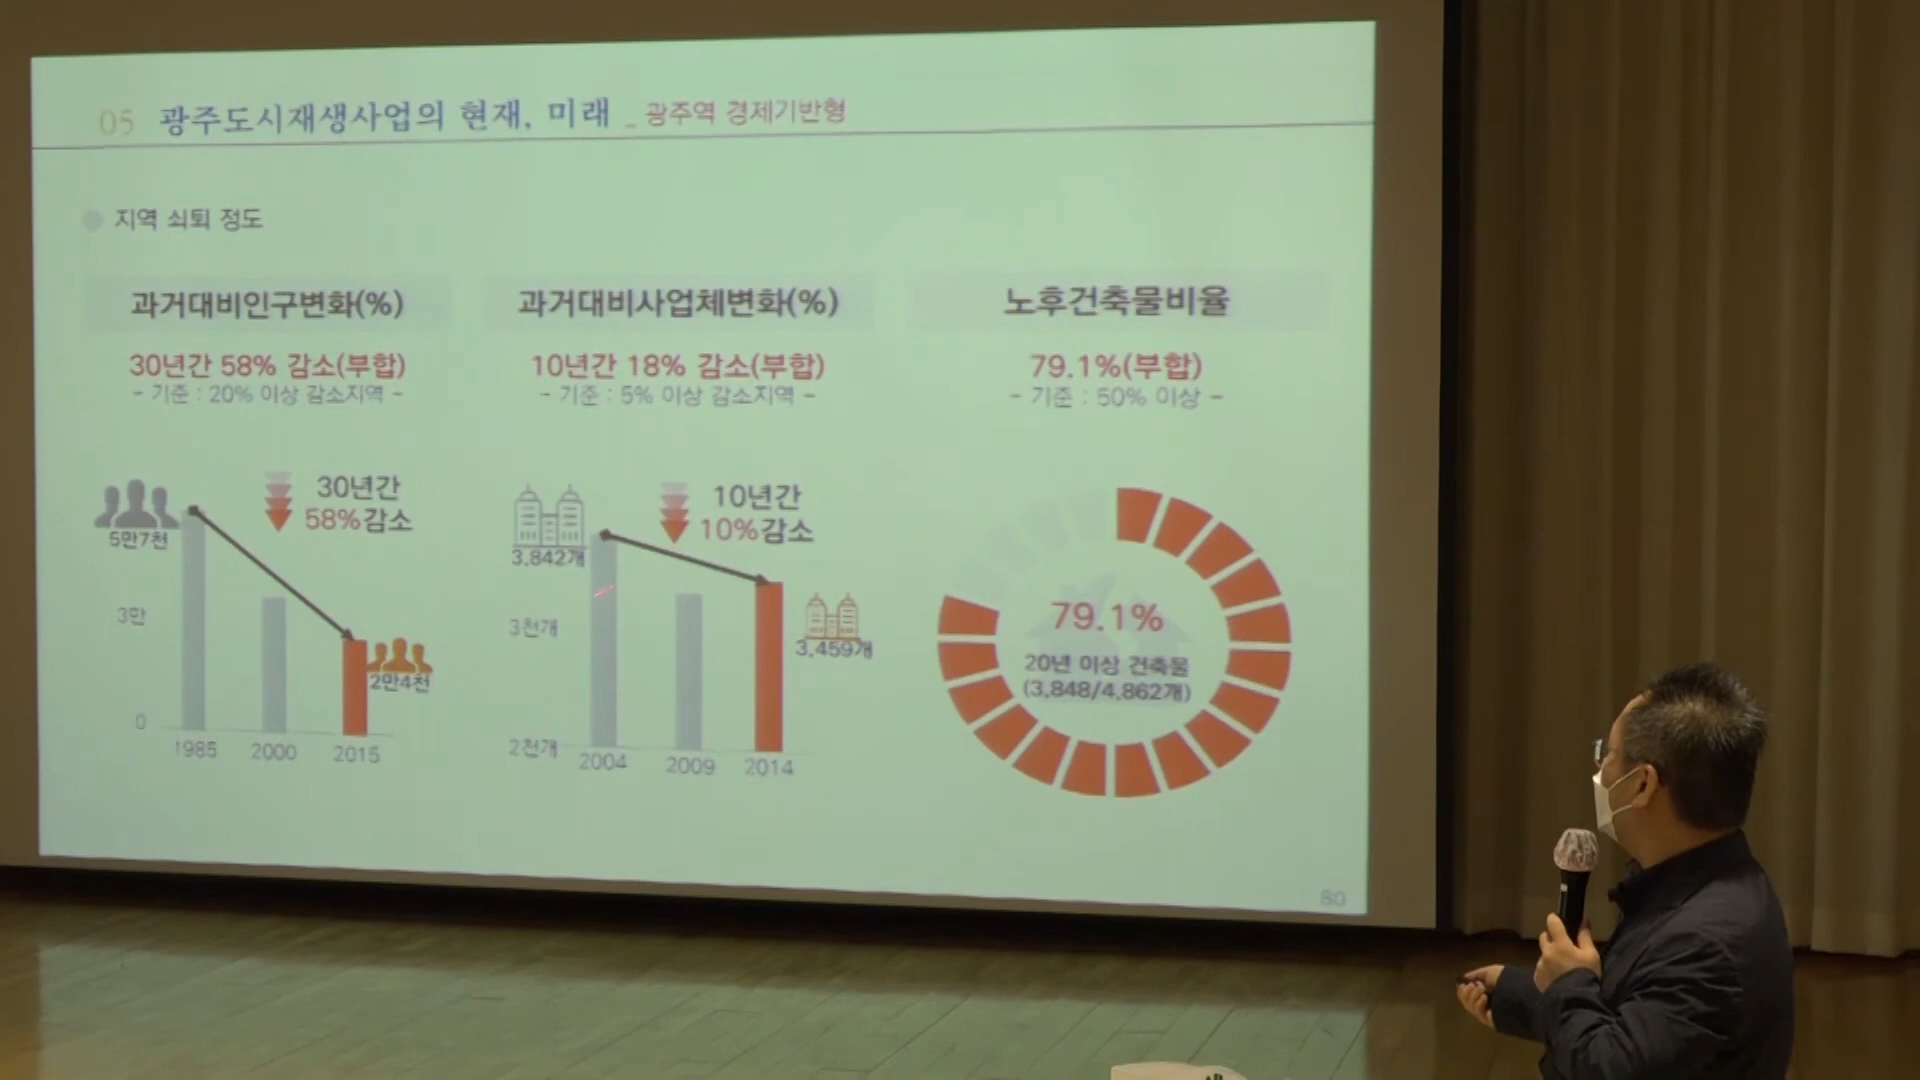 05 광주도시재생사업의 현재, 미래 _ 광주역 경제기반형
지역 쇠퇴 정도
과거대비인구변화(%)
30년간 58% 감소(부합)
- 기준 : 20% 이상 감소지역 -
30년간
58%감소
5만7천
3만
0
2만4천
1985 2000 2015
과거대비사업체변화(%)
10년간 18% 감소(부합)
- 기준 : 5% 이상 감소지역 -
10년간
10%감소
3,842개
3천개
3,459개
2천개
2004 2009 2014
노후건축물비율
79.1%(부합)
- 기준 : 50% 이상 -
79.1%
20년 이상 건축물
(3,848/4,862개)
80